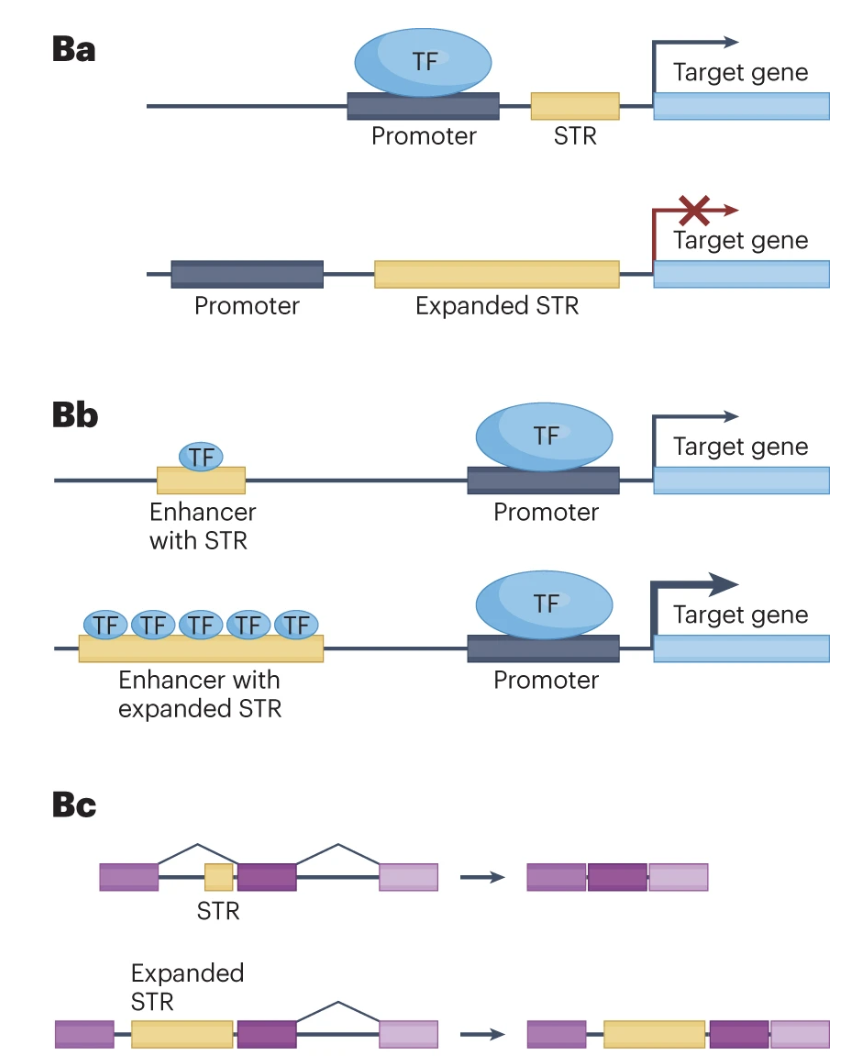 Ba
TF
Target gene
Promoter
STR
Target gene
Promoter
Expanded STR
Bb
TF
TF
Target gene
Enhancer
with STR
Promoter
TF
Target gene
TF TF TF TF TF
Enhancer with
expanded STR
Promoter
Bc
STR
Expanded
STR